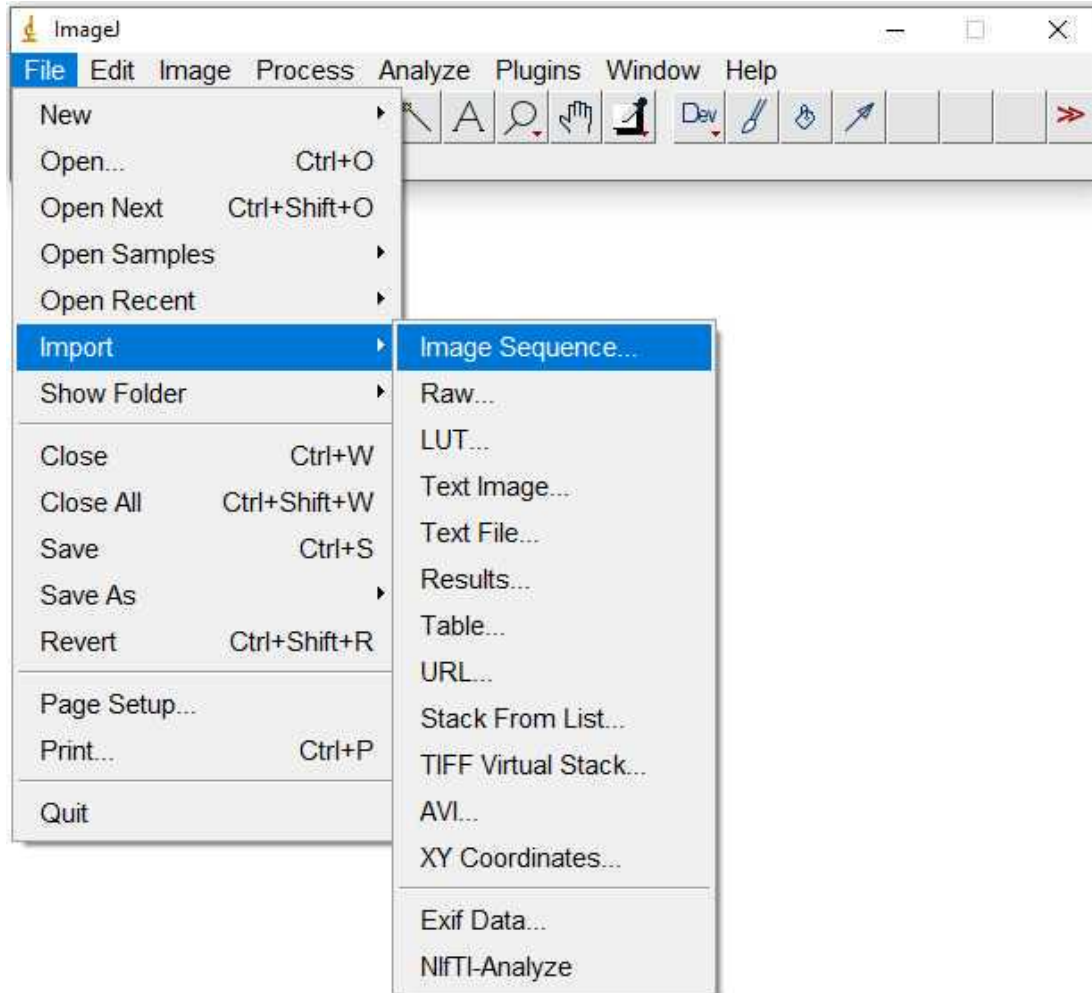 ImageJ
File Edit Image Process Analyze Plugins Window Help
Dev
New
Open... Ctrl+O
Open Next Ctrl+Shift+O
Open Samples
Open Recent
Import
Show Folder
Close Ctrl+W
Close All Ctrl+Shift+W
Save Ctrl+S
Save As
Revert Ctrl+Shift+R
Page Setup...
Print... Ctrl+P
Quit
Image Sequence...
Raw...
LUT...
Text Image...
Text File...
Results...
Table...
URL...
Stack From List...
TIFF Virtual Stack...
AVI...
XY Coordinates...
Exif Data...
NIfTI-Analyze